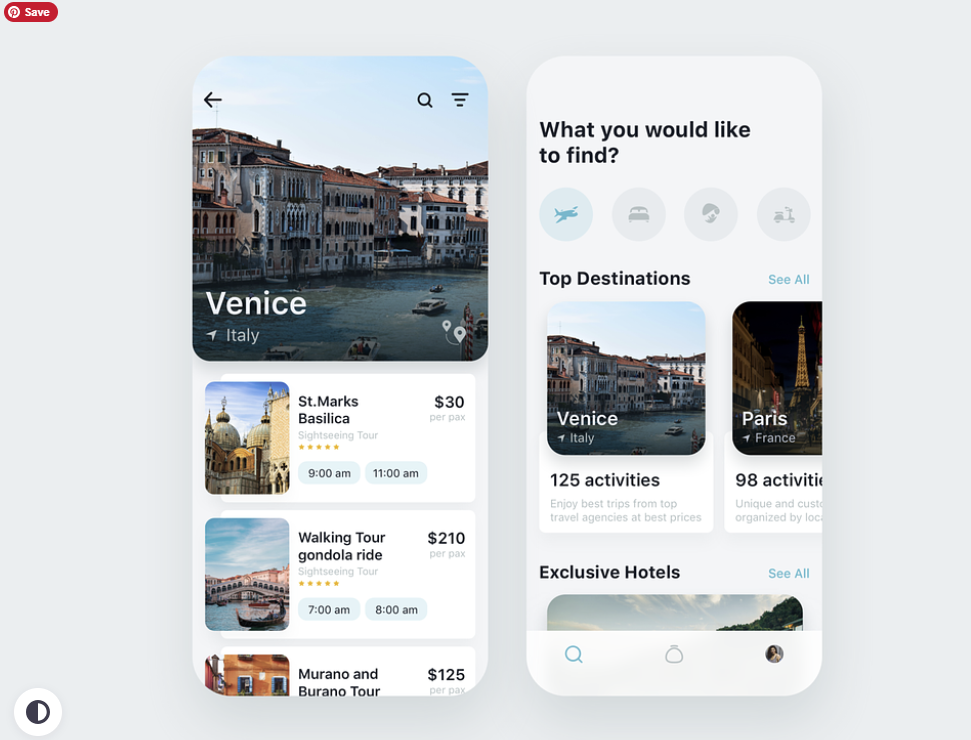 Save
Venice
Italy
St.Marks
Basilica
$30
per pax
Sightseeing Tour
9:00 am
11:00 am
Walking Tour
gondola ride
$210
per pax
Sightseeing Tour
7:00 am
8:00 am
Murano and
Burano Tour
$125
per pax
What you would like
to find?
Top Destinations
See All
Venice
Italy
125 activities
Enjoy best trips from top
travel agencies at best prices
Paris
France
98 activitie
Unique and custo
organized by loca
Exclusive Hotels
See All